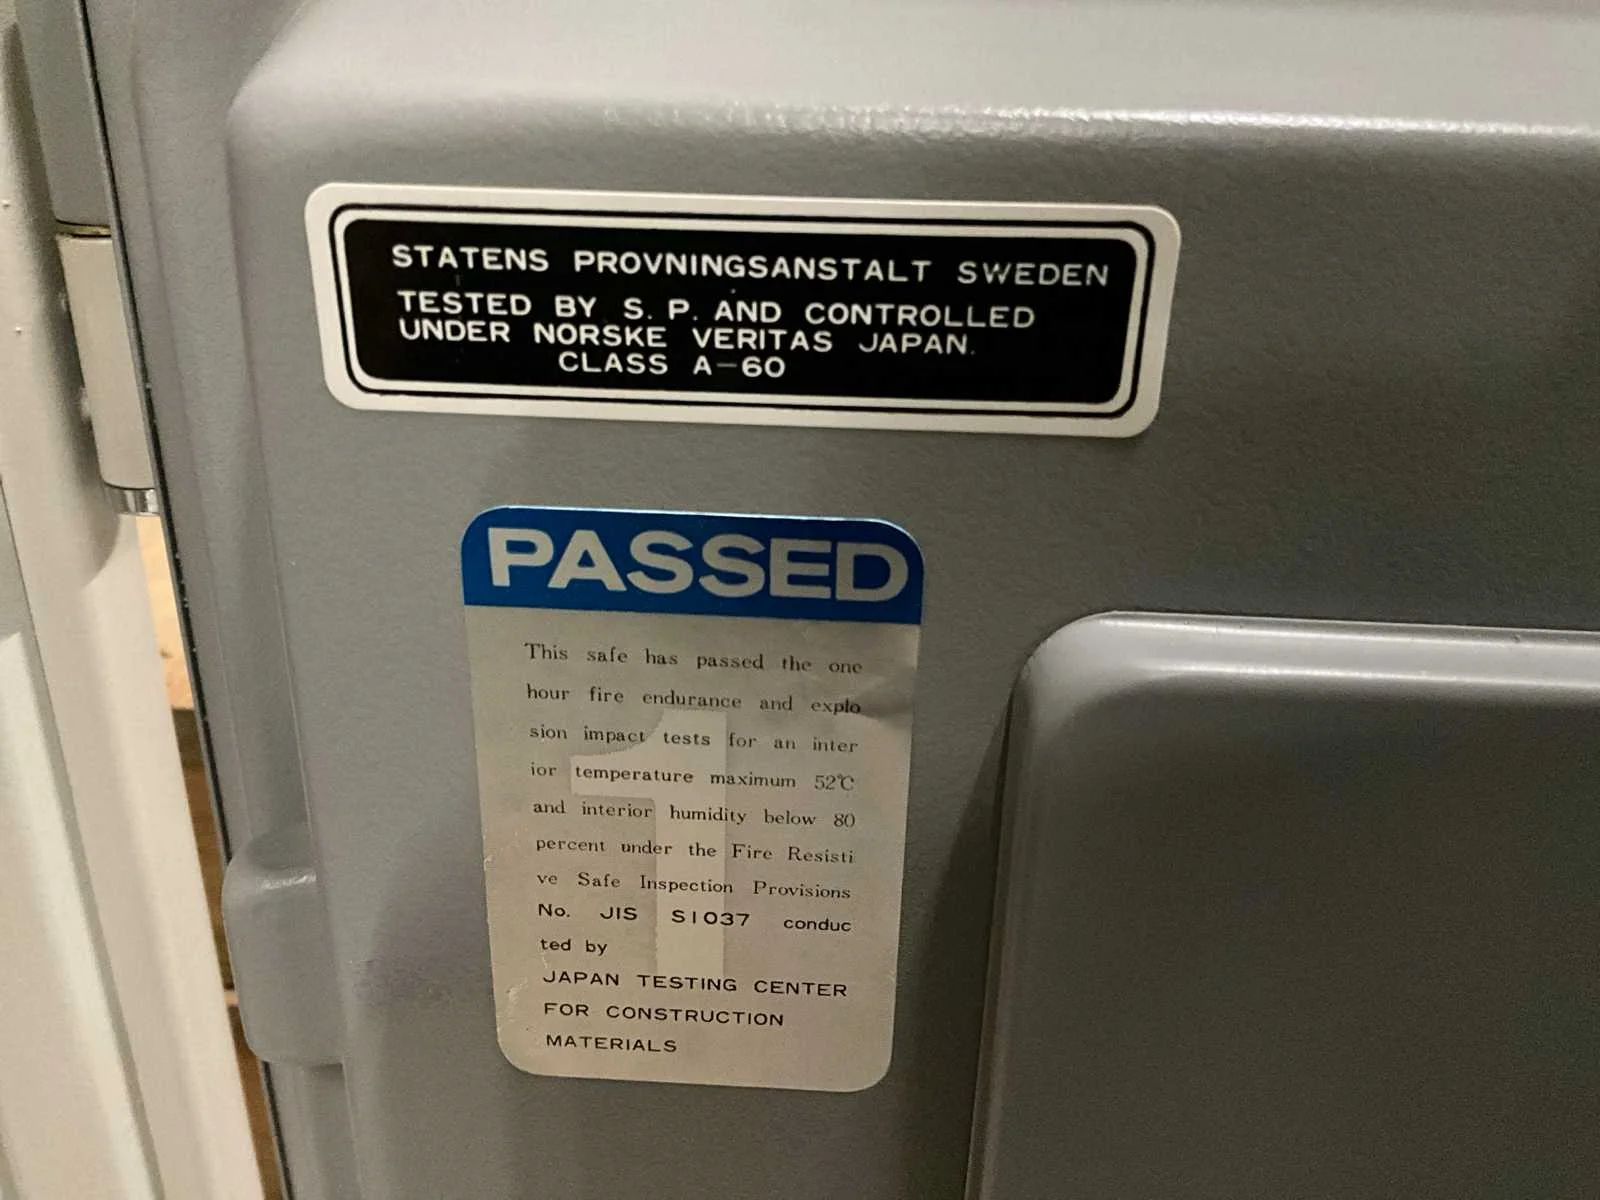 STATENS PROVNINGSANSTALT SWEDEN
TESTED BY S. P. AND CONTROLLED
UNDER NORSKE VERITAS JAPAN.
CLASS A-60
PASSED
This safe has passed the one
hour fire endurance and explo
sion impact tests for an inter
ior temperature maximum 52℃
and interior humidity below 80
percent under the Fire Resisti
ve Safe Inspection Provisions
No. JIS S1037 conduc
ted by
JAPAN TESTING CENTER
FOR CONSTRUCTION
MATERIALS
1